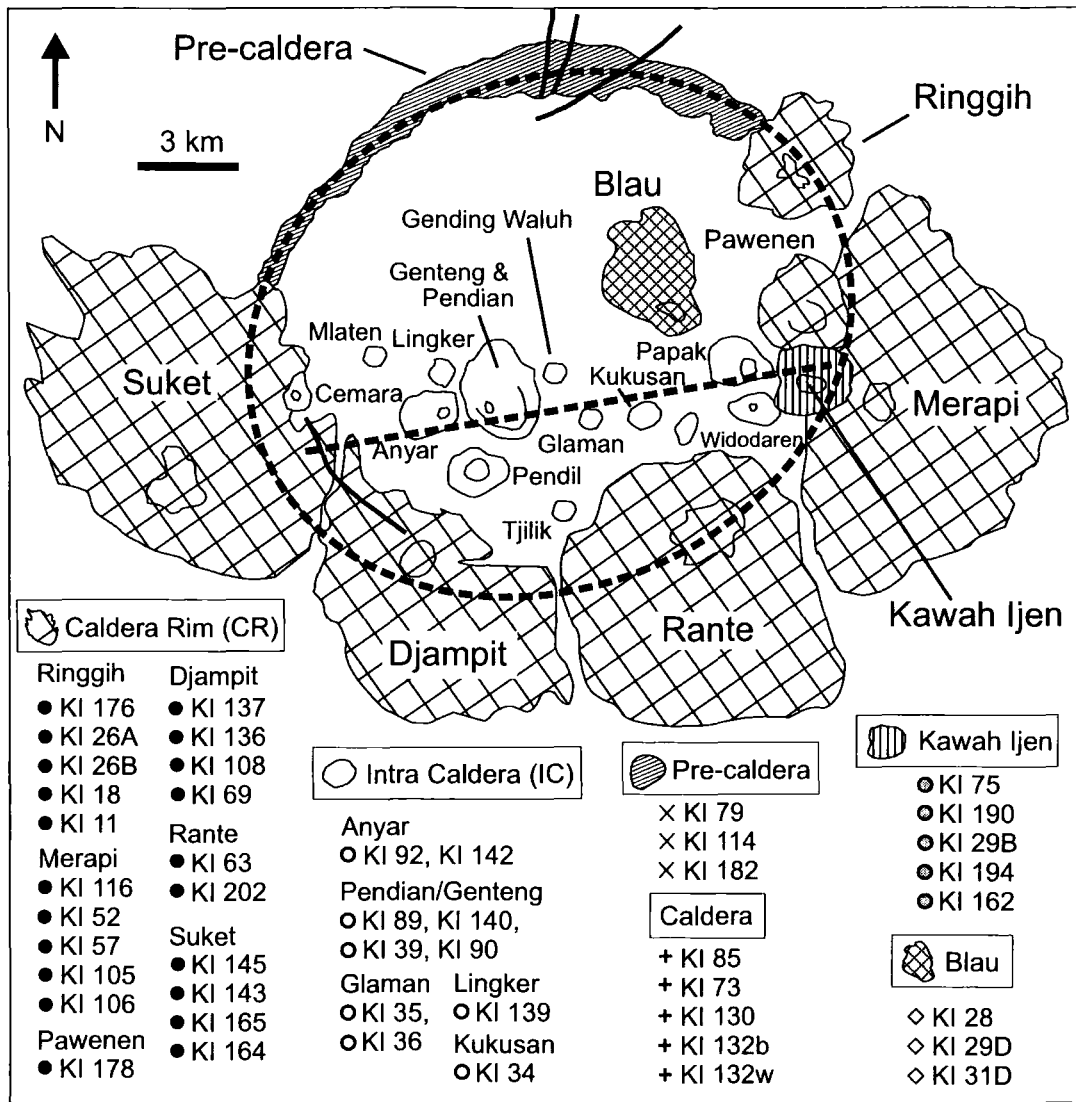 Pre-caldera
N
3 km
Ringgih
Blau
Gending Waluh
Pawenen
Genteng &
Pendian
Mlaten
Lingker
Papak
Suket
Cemara
Kukusan
Merapi
Anyar
Glaman
Widodaren
Pendil
Tjilik
Kawah Ijen
Djampit
Rante
Caldera Rim (CR)
Ringgih
KI 176
KI 26A
KI 26B
KI 18
KI 11
Merapi
KI 116
KI 52
KI 57
KI 105
KI 106
Pawenen
KI 178
Djampit
KI 137
KI 136
KI 108
KI 69
Rante
KI 63
KI 202
Suket
KI 145
KI 143
KI 165
KI 164
Intra Caldera (IC)
Anyar
KI 92, KI 142
Pendian/Genteng
KI 89, KI 140,
KI 39, KI 90
Glaman
KI 35,
KI 36
Lingker
KI 139
Kukusan
KI 34
Pre-caldera
KI 79
KI 114
KI 182
Caldera
KI 85
KI 73
KI 130
KI 132b
KI 132w
Kawah Ijen
KI 75
KI 190
KI 29B
KI 194
KI 162
Blau
KI 28
KI 29D
KI 31D